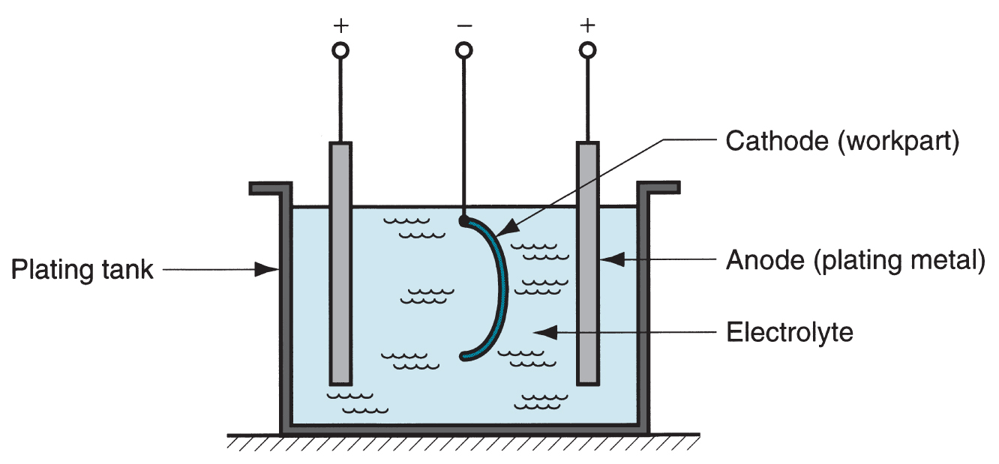 + − +
Cathode (workpart)
Plating tank
Anode (plating metal)
Electrolyte